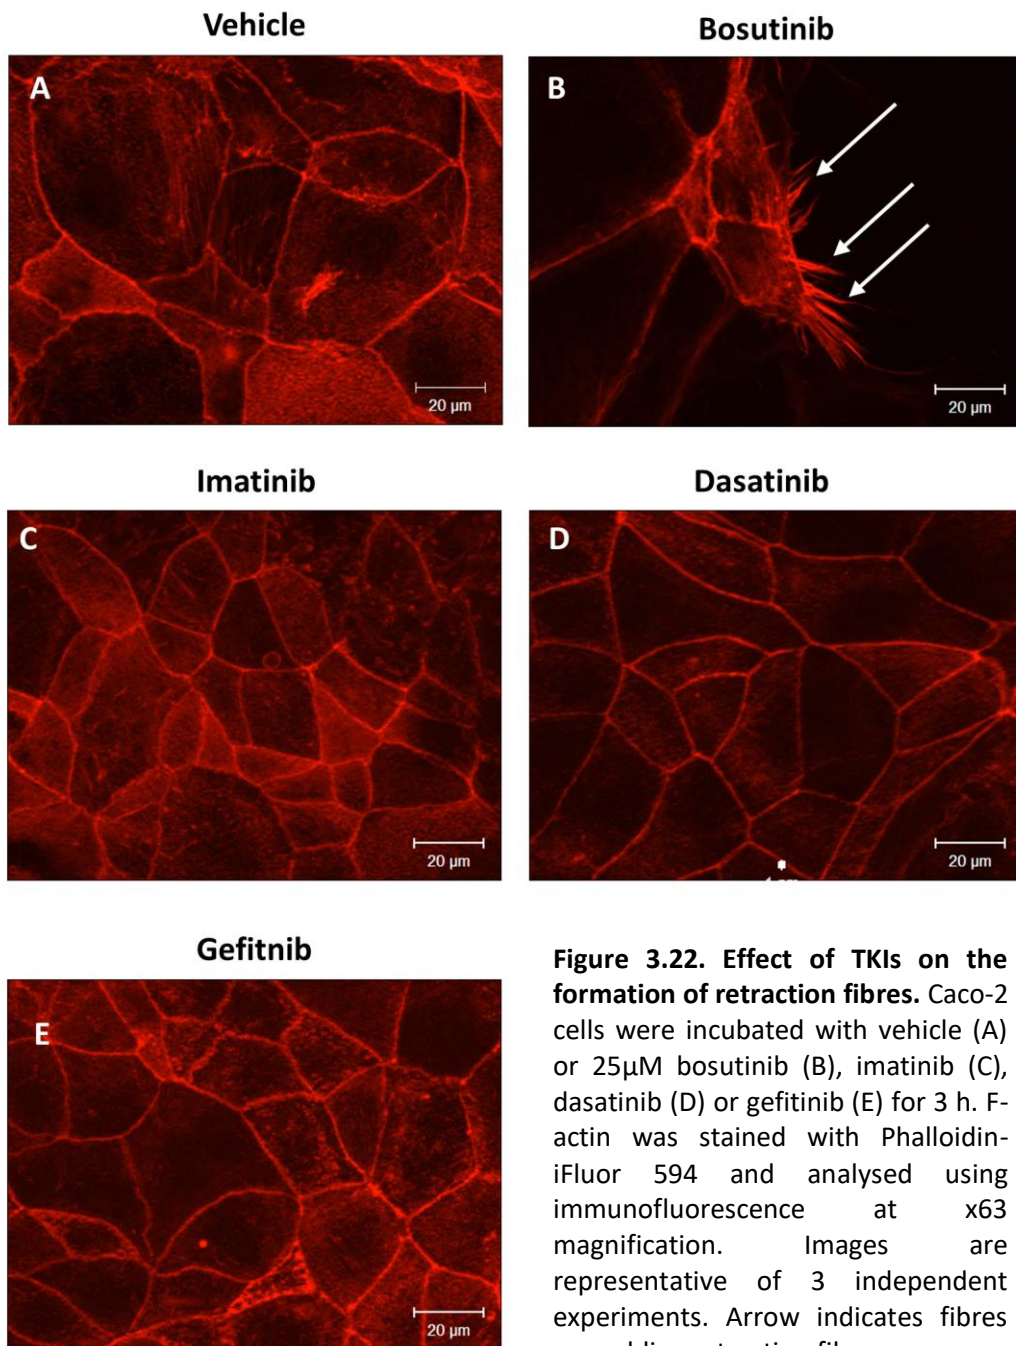 Vehicle
Bosutinib
A
B
20 µm
20 µm
Imatinib
Dasatinib
C
D
20 µm
20 µm
Gefitnib
E
20 µm
Figure 3.22. Effect of TKIs on the
formation of retraction fibres. Caco-2
cells were incubated with vehicle (A)
or 25µM bosutinib (B), imatinib (C),
dasatinib (D) or gefitinib (E) for 3 h. F-
actin was stained with Phalloidin-
iFluor 594 and analysed using
immunofluorescence at x63
magnification. Images are
representative of 3 independent
experiments. Arrow indicates fibres